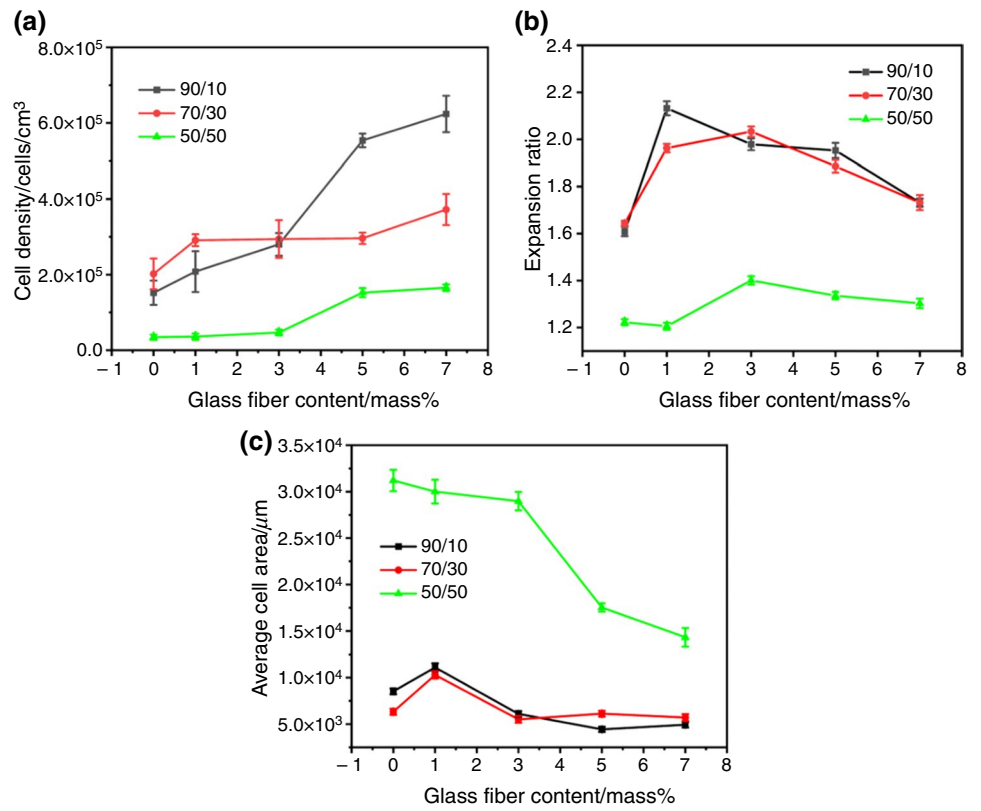 (a)
8.0×10⁵
6.0×10⁵
4.0×10⁵
2.0×10⁵
0.0
Cell density/cells/cm³
90/10
70/30
50/50
– 1 0 1 2 3 4 5 6 7 8
Glass fiber content/mass%
(b)
2.4
2.2
2.0
1.8
1.6
1.4
1.2
Expansion ratio
90/10
70/30
50/50
– 1 0 1 2 3 4 5 6 7 8
Glass fiber content/mass%
(c)
3.5×10⁴
3.0×10⁴
2.5×10⁴
2.0×10⁴
1.5×10⁴
1.0×10⁴
5.0×10³
Average cell area/μm
90/10
70/30
50/50
– 1 0 1 2 3 4 5 6 7 8
Glass fiber content/mass%